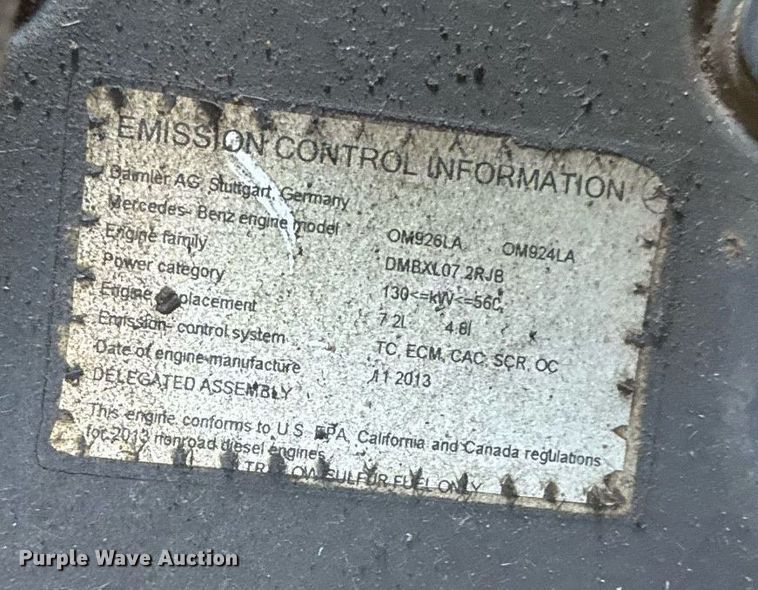 EMISSION CONTROL INFORMATION
Daimler AG, Stuttgart, Germany
Mercedes- Benz engine model OM926LA OM924LA
Engine family DMBXL07.2RJB
Power category 130<=kW<=560
Engine displacement 7.2l 4.8l
Emission- control system TC, ECM, CAC, SCR, OC
Date of engine manufacture 11 2013
DELEGATED ASSEMBLY
This engine conforms to U.S. EPA, California and Canada regulations
for 2013 nonroad diesel engines
SULFUR FUEL ONLY
Purple Wave Auction